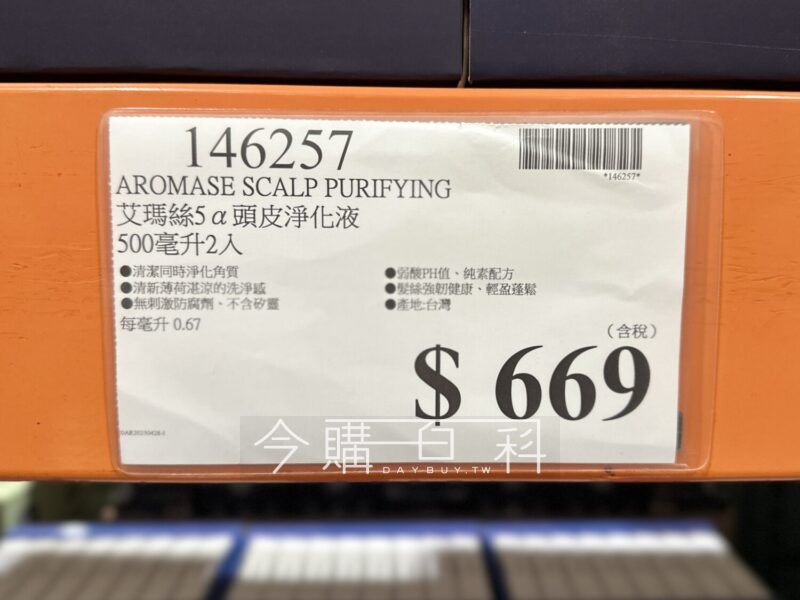 146257
*146257*
AROMASE SCALP PURIFYING
艾瑪絲5α頭皮淨化液
500毫升2入
●清潔同時淨化角質
●清新薄荷湛涼的洗淨感
●無刺激防腐劑、不含矽靈
●弱酸PH值、純素配方
●髮絲強韌健康、輕盈蓬鬆
●產地:台灣
每毫升 0.67
(含稅)
$ 669
今購百科
DAYBUY.TW